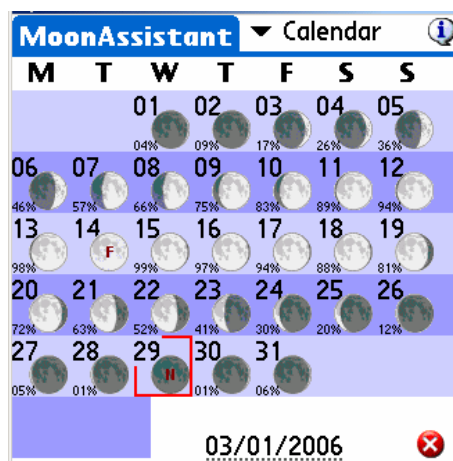 MoonAssistant Calendar i
M T W T F S S
01 02 03 04 05
04% 09% 17% 26% 36%
06 07 08 09 10 11 12
46% 57% 66% 75% 83% 89% 94%
13 14 15 16 17 18 19
F
98% 99% 97% 94% 88% 81%
20 21 22 23 24 25 26
72% 63% 52% 41% 30% 20% 12%
27 28 29 30 31
N
05% 01% 01% 06%
03/01/2006